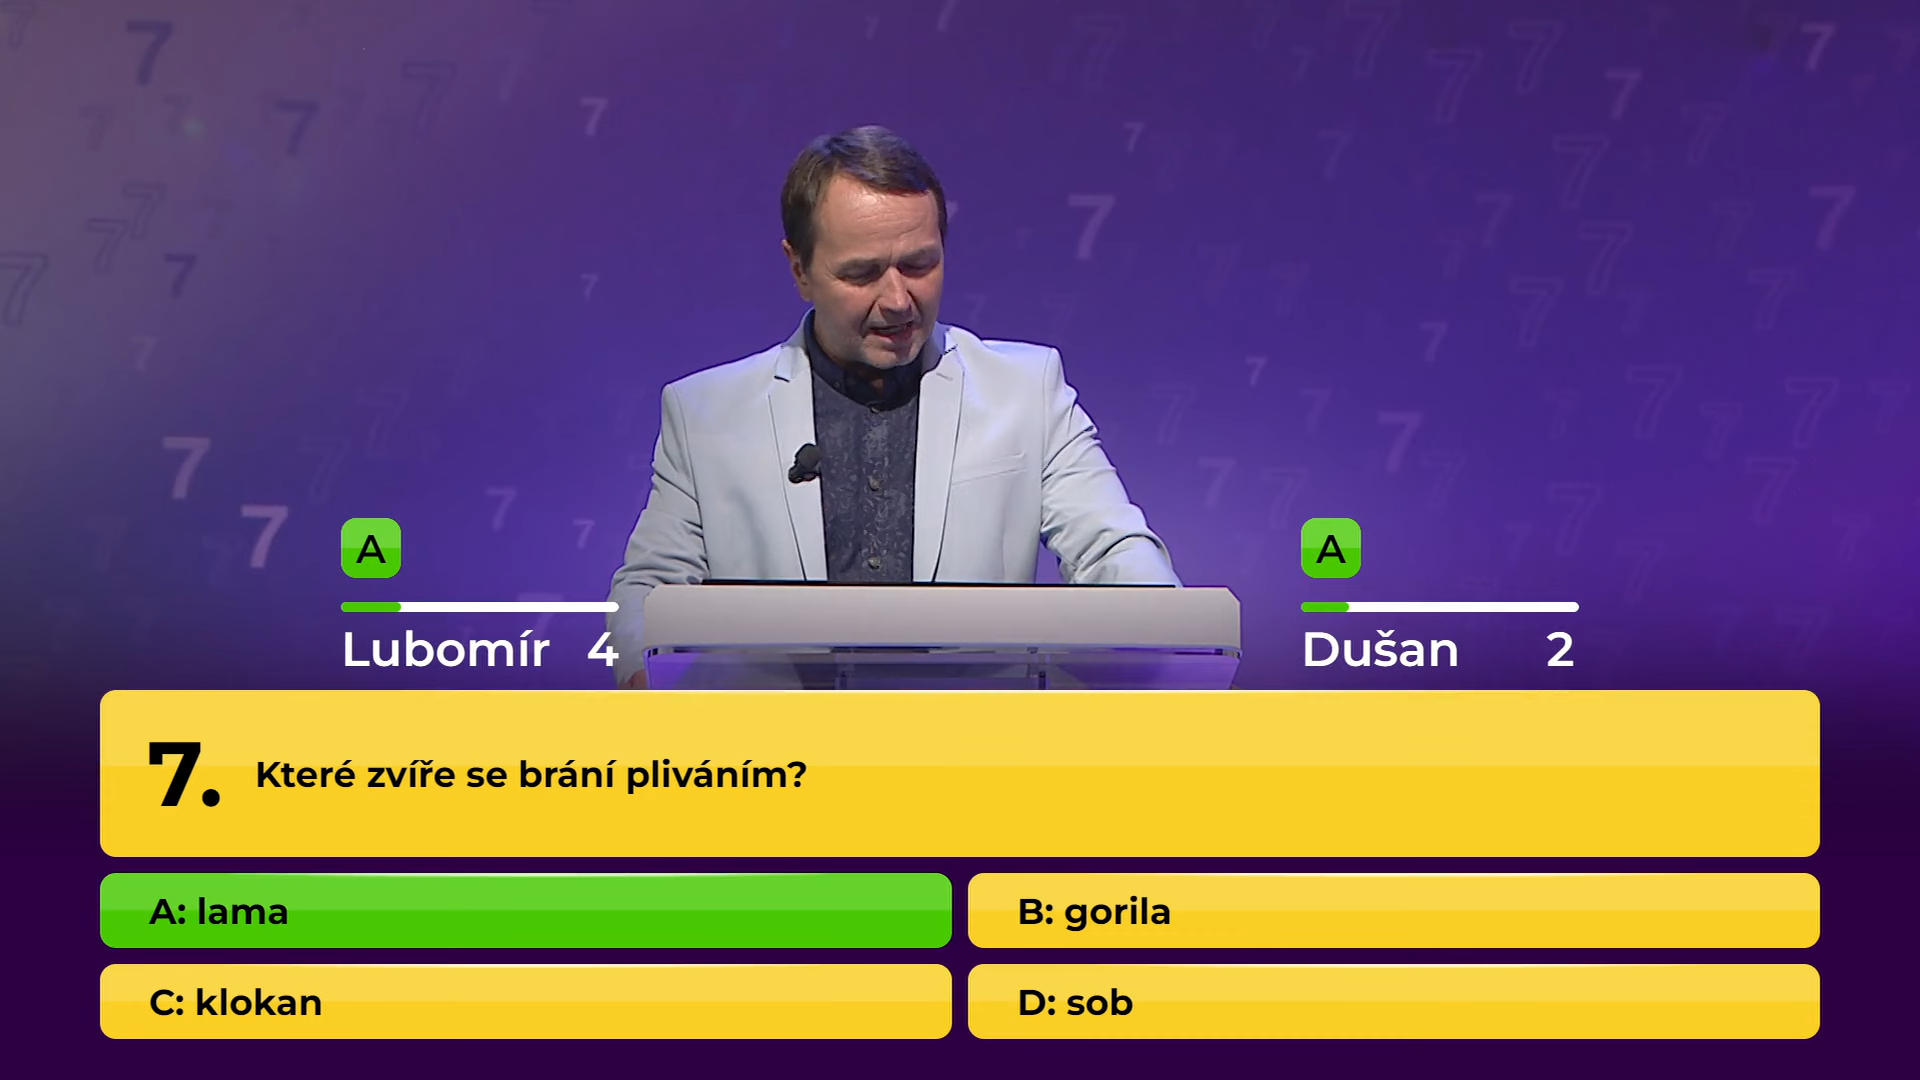 A
A
Lubomír 4
Dušan 2
7. Které zvíře se brání pliváním?
A: lama
B: gorila
C: klokan
D: sob